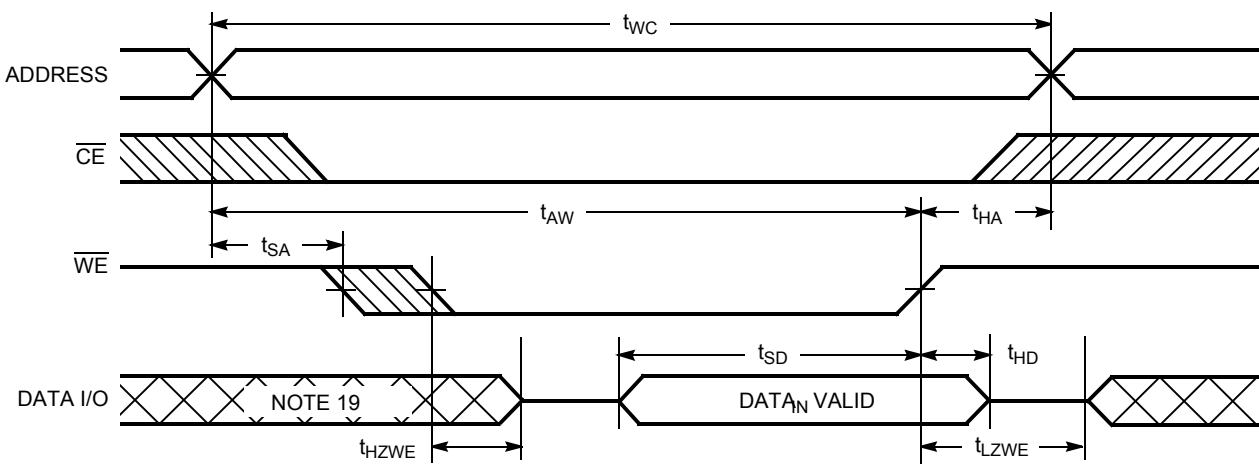 tWC
ADDRESS
CE
tAW
tHA
tSA
WE
tSD
tHD
DATA I/O
NOTE 19
DATAIN VALID
tHZWE
tLZWE